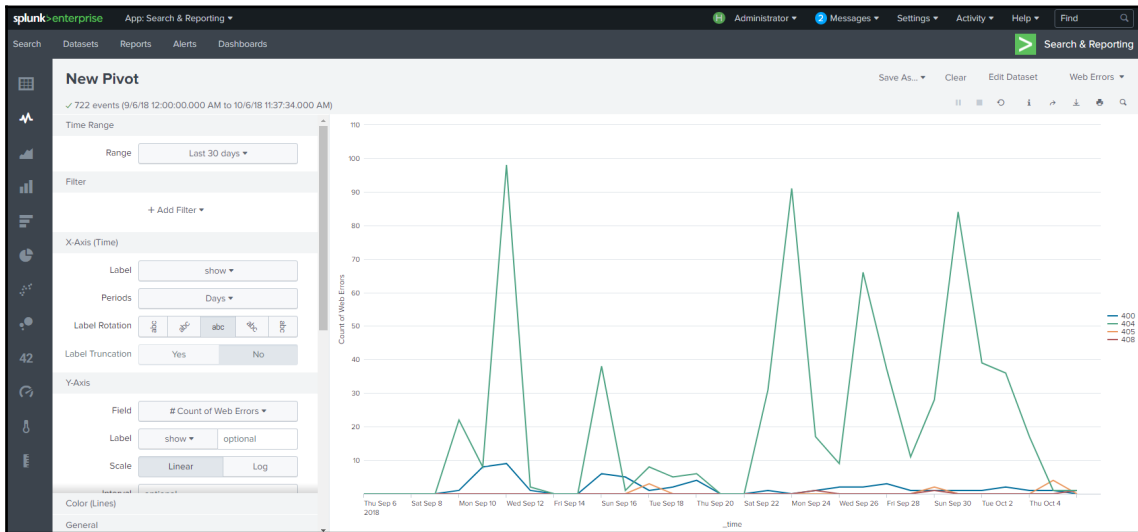 splunk>enterprise App: Search & Reporting ▾ H Administrator ▾ 2 Messages ▾ Settings ▾ Activity ▾ Help ▾ Find
Search Datasets Reports Alerts Dashboards > Search & Reporting
New Pivot Save As... ▾ Clear Edit Dataset Web Errors ▾
✓ 722 events (9/6/18 12:00:00.000 AM to 10/6/18 11:37:34.000 AM)
Time Range
Range Last 30 days ▾
Filter
+ Add Filter ▾
X-Axis (Time)
Label show ▾
Periods Days ▾
Label Rotation abc abc abc abc abc
Label Truncation Yes No
Y-Axis
Field # Count of Web Errors ▾
Label show ▾ optional
Scale Linear Log
Interval optional
Color (Lines)
General
42
110
100
90
80
70
60
50
40
30
20
10
Count of Web Errors
Thu Sep 6 Sat Sep 8 Mon Sep 10 Wed Sep 12 Fri Sep 14 Sun Sep 16 Tue Sep 18 Thu Sep 20 Sat Sep 22 Mon Sep 24 Wed Sep 26 Fri Sep 28 Sun Sep 30 Tue Oct 2 Thu Oct 4
2018
_time
400
404
405
408